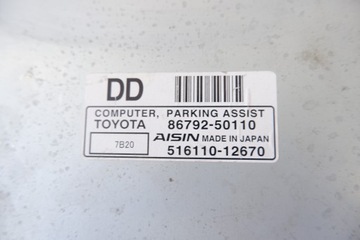 DD
COMPUTER, PARKING ASSIST
TOYOTA 86792-50110
7B20 AISIN MADE IN JAPAN
516110-12670